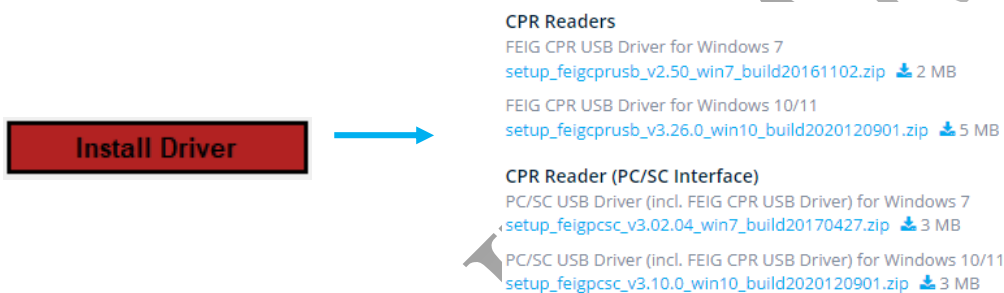 Install Driver
CPR Readers
FEIG CPR USB Driver for Windows 7
setup_feigcprusb_v2.50_win7_build20161102.zip 2 MB
FEIG CPR USB Driver for Windows 10/11
setup_feigcprusb_v3.26.0_win10_build2020120901.zip 5 MB
CPR Reader (PC/SC Interface)
PC/SC USB Driver (incl. FEIG CPR USB Driver) for Windows 7
setup_feigpcsc_v3.02.04_win7_build20170427.zip 3 MB
PC/SC USB Driver (incl. FEIG CPR USB Driver) for Windows 10/11
setup_feigpcsc_v3.10.0_win10_build2020120901.zip 3 MB